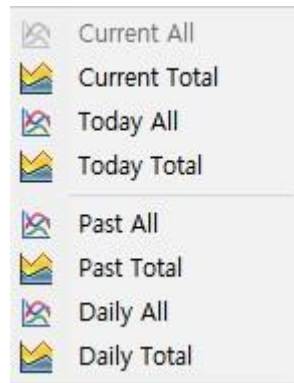 Current All
Current Total
Today All
Today Total
Past All
Past Total
Daily All
Daily Total